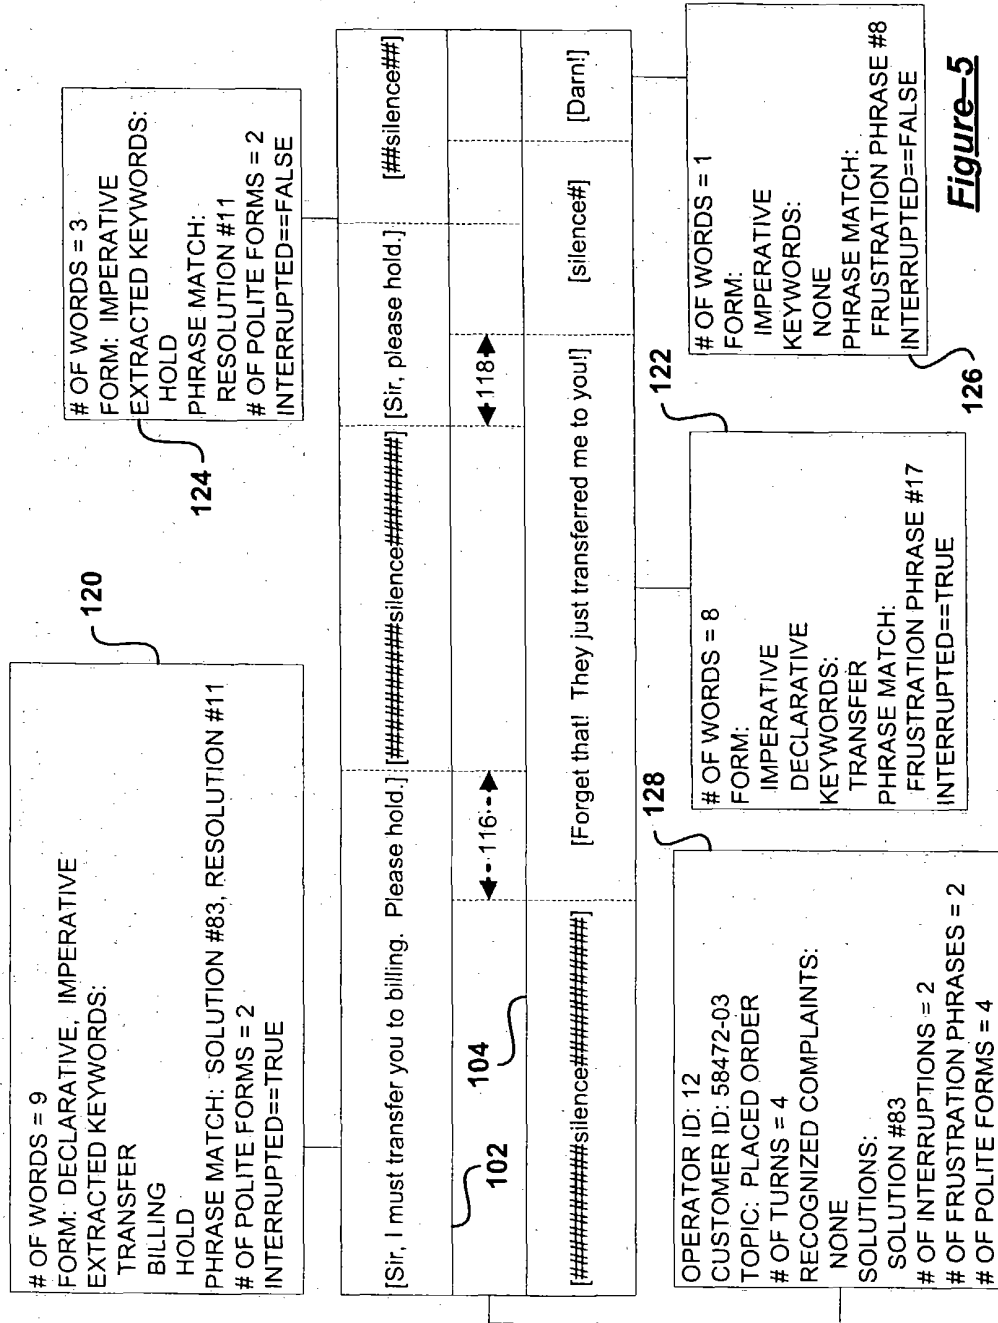 # OF WORDS = 9
FORM: DECLARATIVE, IMPERATIVE
EXTRACTED KEYWORDS:
TRANSFER
BILLING
HOLD
PHRASE MATCH: SOLUTION #83, RESOLUTION #11
# OF POLITE FORMS = 2
INTERRUPTED==TRUE
120
# OF WORDS = 3
FORM: IMPERATIVE
EXTRACTED KEYWORDS:
HOLD
PHRASE MATCH:
RESOLUTION #11
# OF POLITE FORMS = 2
INTERRUPTED==FALSE
124
[Sir, I must transfer you to billing. Please hold.] [###########silence###########] [Sir, please hold.] [##silence##]
102
116
118
104
[###########silence###########] [Forget that! They just transferred me to you!] [silence#] [Darn!]
OPERATOR ID: 12
CUSTOMER ID: 58472-03
TOPIC: PLACED ORDER
# OF TURNS = 4
RECOGNIZED COMPLAINTS:
NONE
SOLUTIONS:
SOLUTION #83
# OF INTERRUPTIONS = 2
# OF FRUSTRATION PHRASES = 2
# OF POLITE FORMS = 4
128
# OF WORDS = 8
FORM:
IMPERATIVE
DECLARATIVE
KEYWORDS:
TRANSFER
PHRASE MATCH:
FRUSTRATION PHRASE #17
INTERRUPTED==TRUE
122
# OF WORDS = 1
FORM:
IMPERATIVE
KEYWORDS:
NONE
PHRASE MATCH:
FRUSTRATION PHRASE #8
INTERRUPTED==FALSE
126
Figure–5